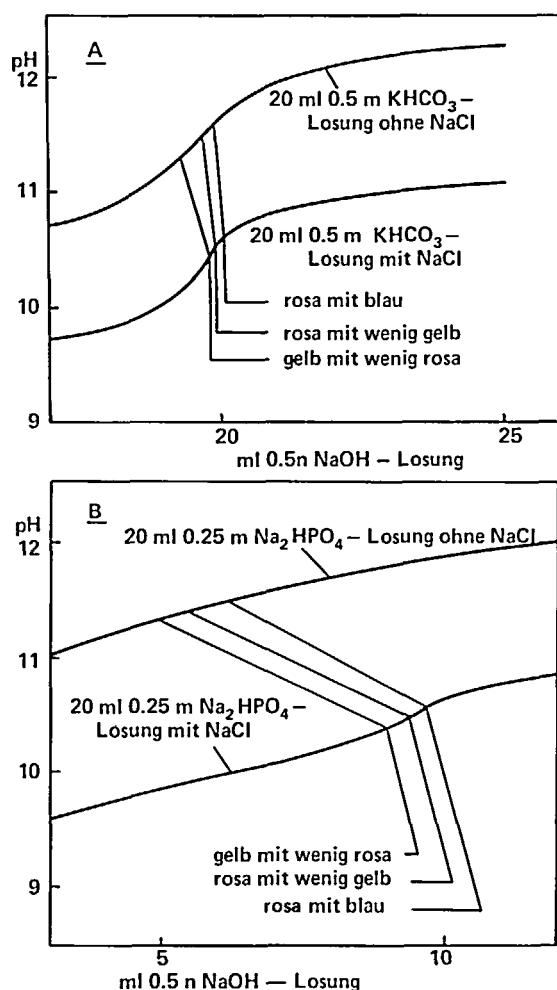 A
pH
12
20 ml 0.5 m KHCO₃–
Losung ohne NaCl
11
20 ml 0.5 m KHCO₃–
Losung mit NaCl
rosa mit blau
10
rosa mit wenig gelb
gelb mit wenig rosa
9
20
25
ml 0.5n NaOH – Losung
B
pH
20 ml 0.25 m Na₂HPO₄– Losung ohne NaCl
12
11
20 ml 0.25 m Na₂HPO₄–
Losung mit NaCl
10
gelb mit wenig rosa
rosa mit wenig gelb
9
rosa mit blau
5
10
ml 0.5 n NaOH — Losung